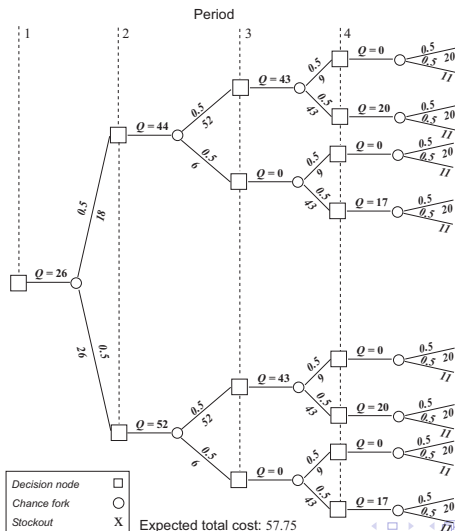 Period
1 2 3 4
Q = 0
0.5
0.5 20
11
0.5
9
Q = 43
0.5
43
Q = 20
0.5
0.5 20
11
0.5
52
Q = 44
0.5
6
Q = 0
0.5
0.5 20
11
0.5
9
Q = 0
0.5
43
Q = 17
0.5
0.5 20
11
0.5
18
Q = 26
0.5
26
Q = 0
0.5
0.5 20
11
0.5
9
Q = 43
0.5
43
Q = 20
0.5
0.5 20
11
0.5
52
Q = 52
0.5
6
Q = 0
0.5
0.5 20
11
0.5
9
Q = 0
0.5
43
Q = 17
0.5
0.5 20
11
Decision node
Chance fork
Stockout X
Expected total cost: 57.75